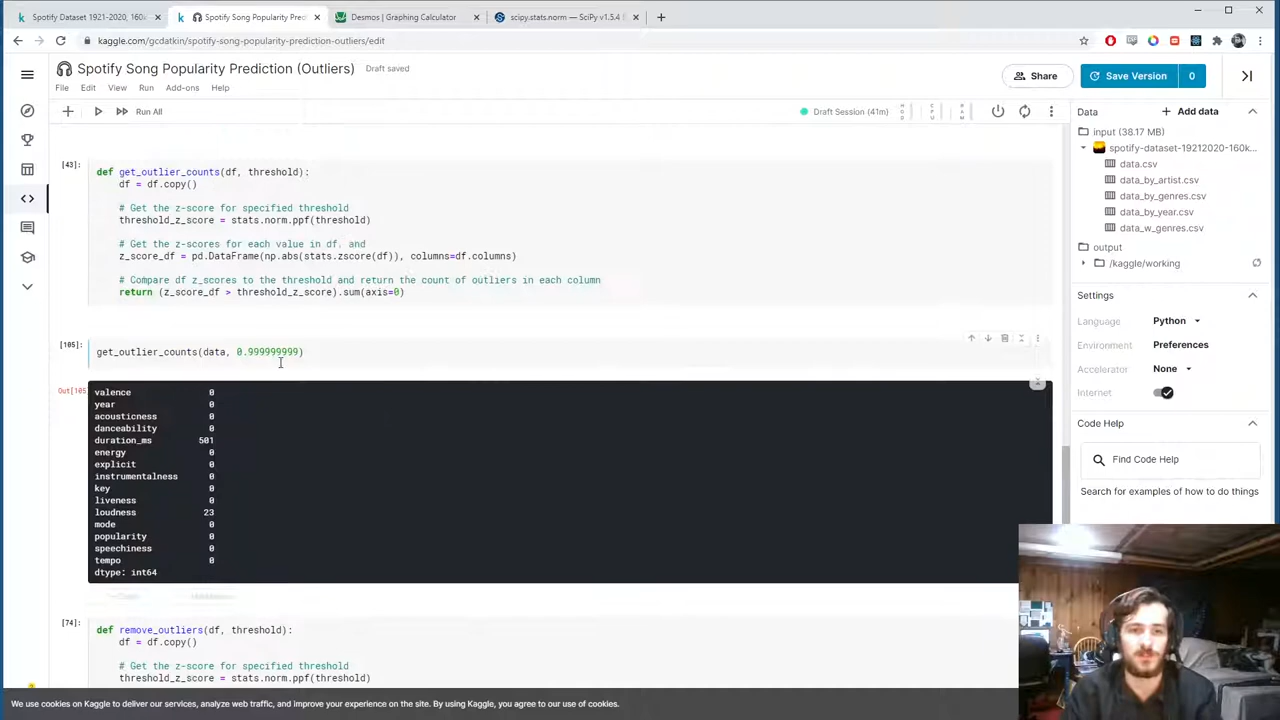 Spotify Dataset 1921-2020, 160k
Spotify Song Popularity Pred
Desmos | Graphing Calculator
scipy.stats.norm — SciPy v1.5.4
kaggle.com/gcdatkin/spotify-song-popularity-prediction-outliers/edit
Spotify Song Popularity Prediction (Outliers)
Draft saved
Share
Save Version
0
File
Edit
View
Run
Add-ons
Help
Run All
Draft Session (41m)
Data
Add data
input (38.17 MB)
spotify-dataset-19212020-160k...
data.csv
data_by_artist.csv
data_by_genres.csv
data_by_year.csv
data_w_genres.csv
output
/kaggle/working
Settings
Language
Python
Environment
Preferences
Accelerator
None
Internet
Code Help
Find Code Help
Search for examples of how to do things
[43]:
def get_outlier_counts(df, threshold):
df = df.copy()
# Get the z-score for specified threshold
threshold_z_score = stats.norm.ppf(threshold)
# Get the z-scores for each value in df, and
z_score_df = pd.DataFrame(np.abs(stats.zscore(df)), columns=df.columns)
# Compare df z_scores to the threshold and return the count of outliers in each column
return (z_score_df > threshold_z_score).sum(axis=0)
[105]:
get_outlier_counts(data, 0.999999999)
Out[105
valence 0
year 0
acousticness 0
danceability 0
duration_ms 501
energy 0
explicit 0
instrumentalness 0
key 0
liveness 0
loudness 23
mode 0
popularity 0
speechiness 0
tempo 0
dtype: int64
[74]:
def remove_outliers(df, threshold):
df = df.copy()
# Get the z-score for specified threshold
threshold_z_score = stats.norm.ppf(threshold)
We use cookies on Kaggle to deliver our services, analyze web traffic, and improve your experience on the site. By using Kaggle, you agree to our use of cookies.